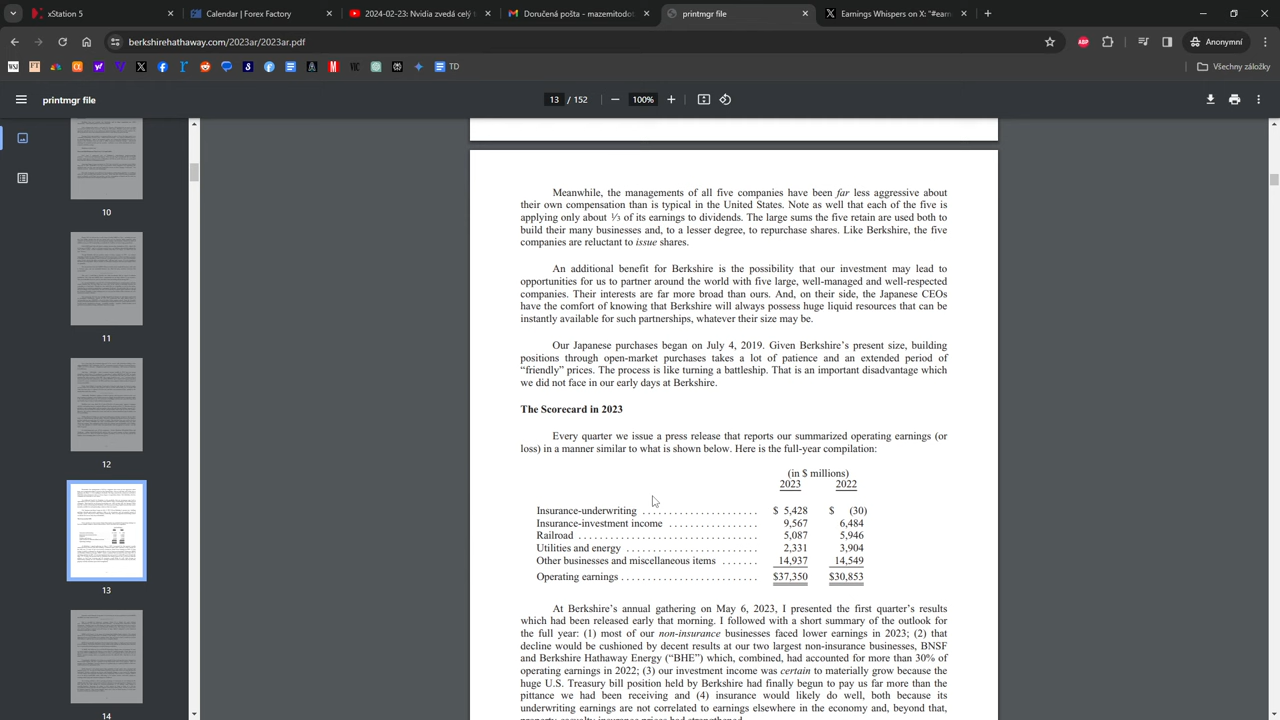 xStation 5
Calendar | Forex Factory
2024-02-23: Nvidia zvedá celý t
Doručená pošta - mazemitodoc
printmgr file
Earnings Whispers on X: "#earn
berkshirehathaway.com/2023ar/2023ar.pdf
Anonymní
TD
Všechny záložky
printmgr file
13 / 152
100%
10
11
12
13
14
Meanwhile, the managements of all five companies have been far less aggressive about
their own compensation than is typical in the United States. Note as well that each of the five is
applying only about ⅓ of its earnings to dividends. The large sums the five retain are used both to
build their many businesses and, to a lesser degree, to repurchase shares. Like Berkshire, the five
companies are reluctant to issue shares.
An additional benefit for Berkshire is the possibility that our investment may lead to
opportunities for us to partner around the world with five large, well-managed and well-respected
companies. Their interests are far more broad than ours. And, on their side, the Japanese CEOs
have the comfort of knowing that Berkshire will always possess huge liquid resources that can be
instantly available for such partnerships, whatever their size may be.
Our Japanese purchases began on July 4, 2019. Given Berkshire's present size, building
positions through open-market purchases takes a lot of patience and an extended period of
"friendly" prices. The process is like turning a battleship. That is an important disadvantage which
we did not face in our early days at Berkshire.
The Scorecard in 2023
Every quarter we issue a press release that reports our summarized operating earnings (or
loss) in a manner similar to what is shown below. Here is the full-year compilation:
(in $ millions)
2023 2022
Insurance-underwriting . . . . . . . . . . . . . . . . . . . . $ 5,428 $ (30)
Insurance-investment income . . . . . . . . . . . . . . . 9,567 6,484
Railroad . . . . . . . . . . . . . . . . . . . . . . . . . . . . . . . 5,087 5,946
Utilities and energy . . . . . . . . . . . . . . . . . . . . . . . 2,331 3,904
Other businesses and miscellaneous items . . . . . . . 14,937 14,549
Operating earnings . . . . . . . . . . . . . . . . . . . . . . . . $37,350 $30,853
At Berkshire's annual gathering on May 6, 2023, I presented the first quarter's results
which had been released early that morning. I followed with a short summary of the outlook for
the full year: (1) most of our non-insurance businesses faced lower earnings in 2023; (2) that
decline would be cushioned by decent results at our two largest non-insurance businesses, BNSF
and Berkshire Hathaway Energy ("BHE") which, combined, had accounted for more than 30% of
operating earnings in 2022; (3) our investment income was certain to materially grow because the
huge U.S. Treasury bill position held by Berkshire had finally begun to pay us far more than the
pittance we had been receiving and (4) insurance would likely do well, both because its
underwriting earnings are not correlated to earnings elsewhere in the economy and, beyond that,
property-casualty insurance prices had strengthened.